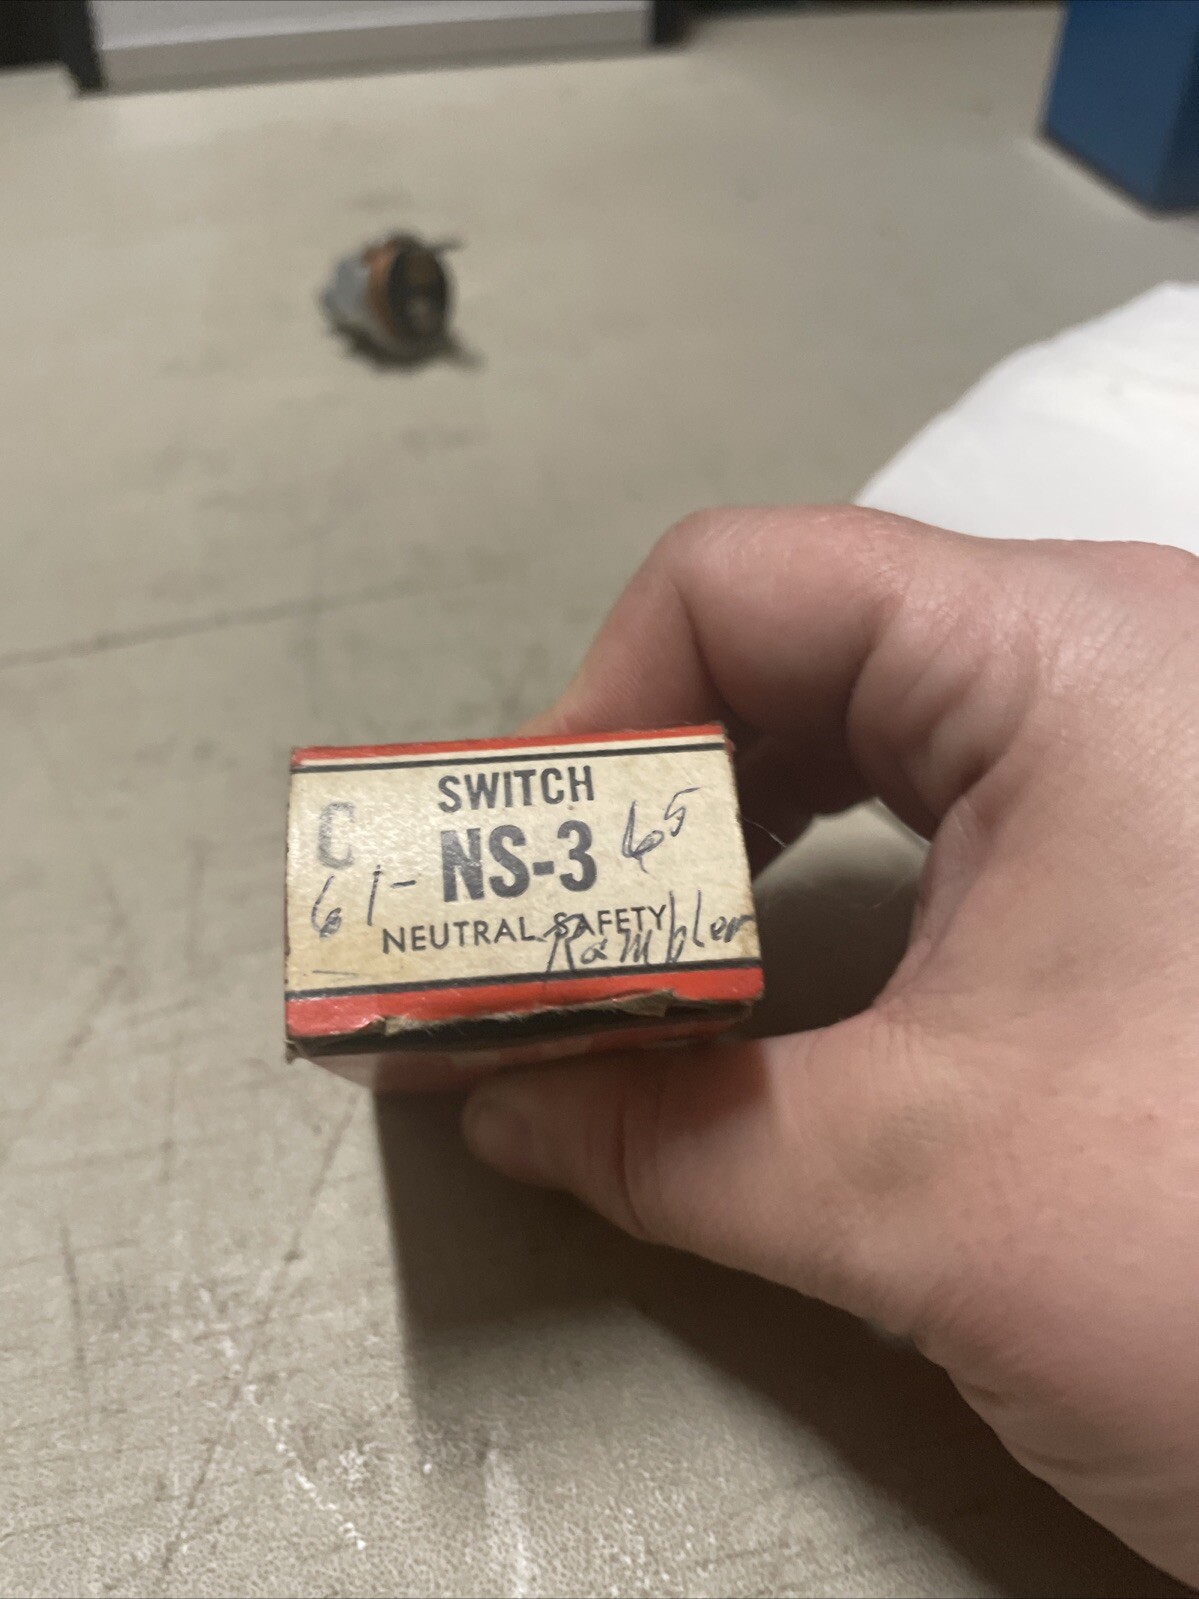 SWITCH
C NS-3 65
61-
NEUTRAL SAFETY
Rambler